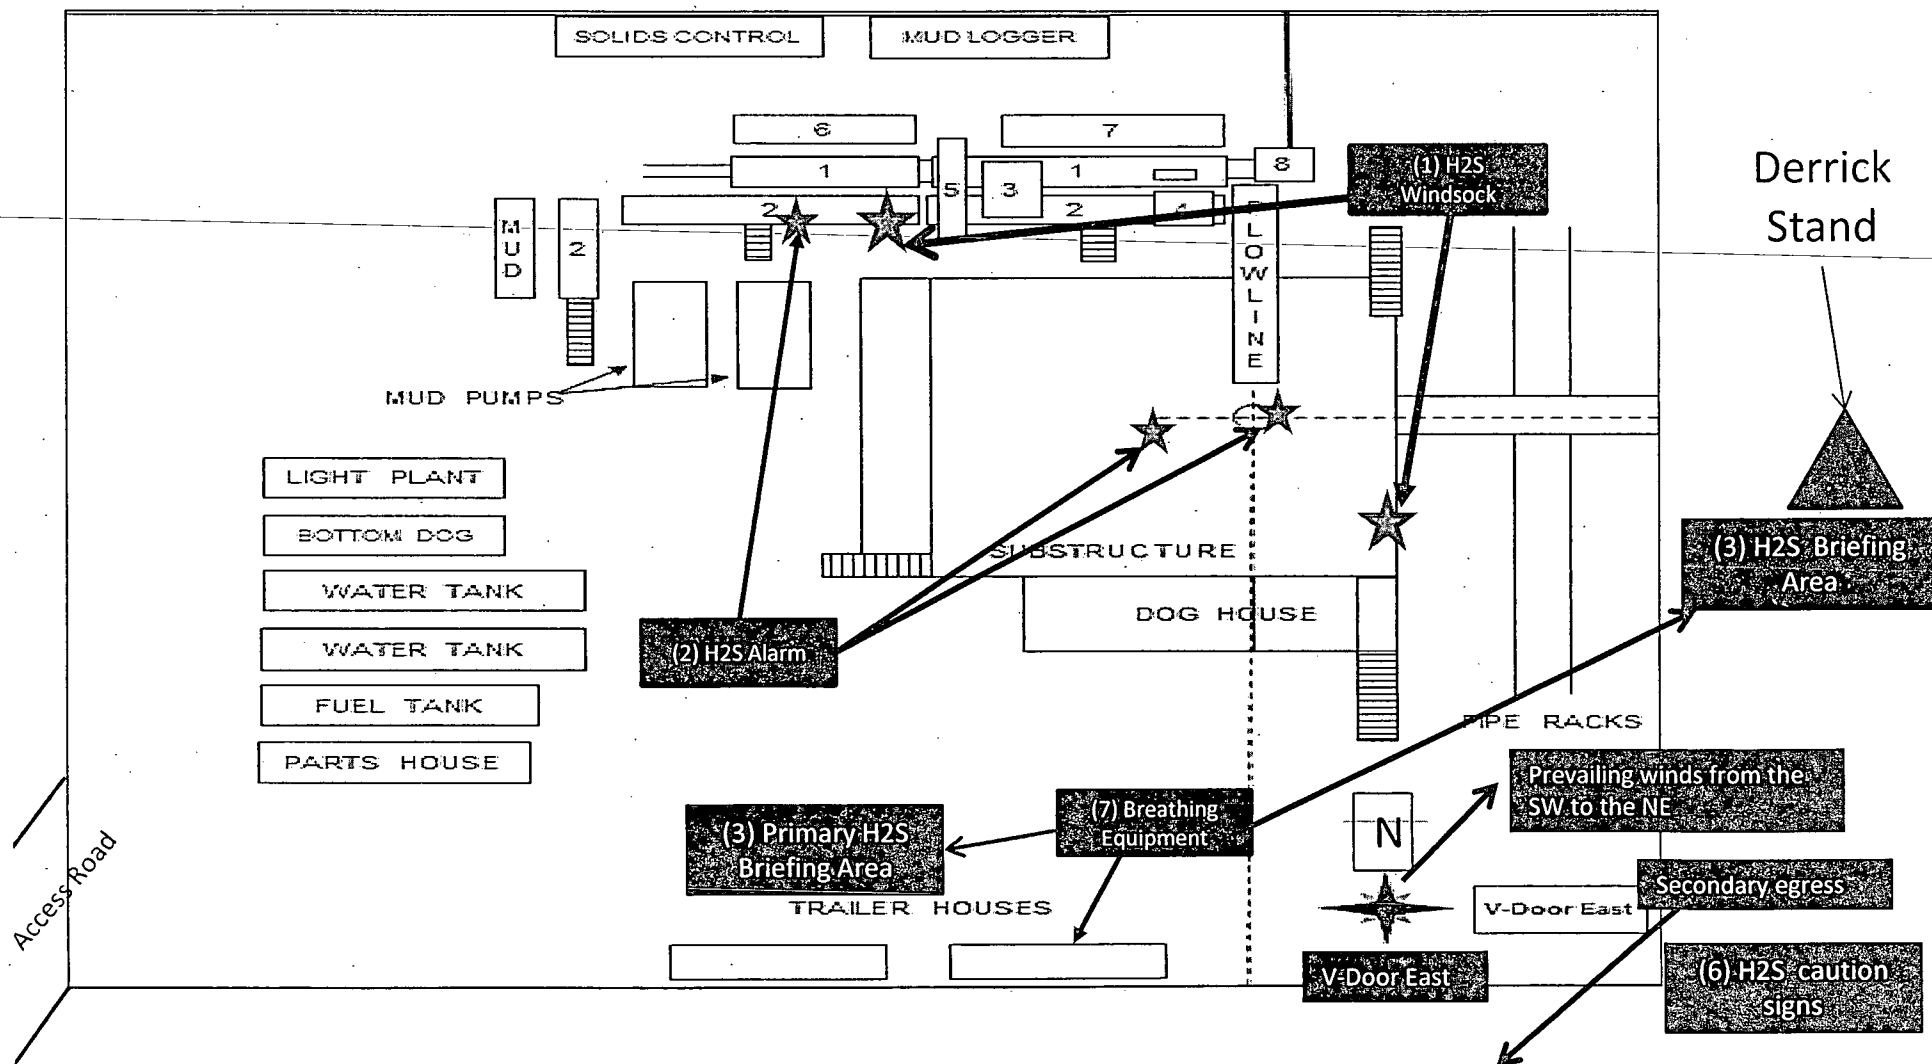 SOLIDS CONTROL
MUD LOGGER
6
7
1
1
8
5
3
2
2
4
MUD
2
FLOWLINE
(1) H2S
Windsock
Derrick
Stand
MUD PUMPS
LIGHT PLANT
BOTTOM DOG
WATER TANK
WATER TANK
FUEL TANK
PARTS HOUSE
SUBSTRUCTURE
DOG HOUSE
(2) H2S Alarm
(3) H2S Briefing
Area
PIPE RACKS
Prevailing winds from the
SW to the NE
(3) Primary H2S
Briefing Area
(7) Breathing
Equipment
N
Access Road
TRAILER HOUSES
Secondary egress
V-Door East
V-Door East
(6) H2S caution
signs